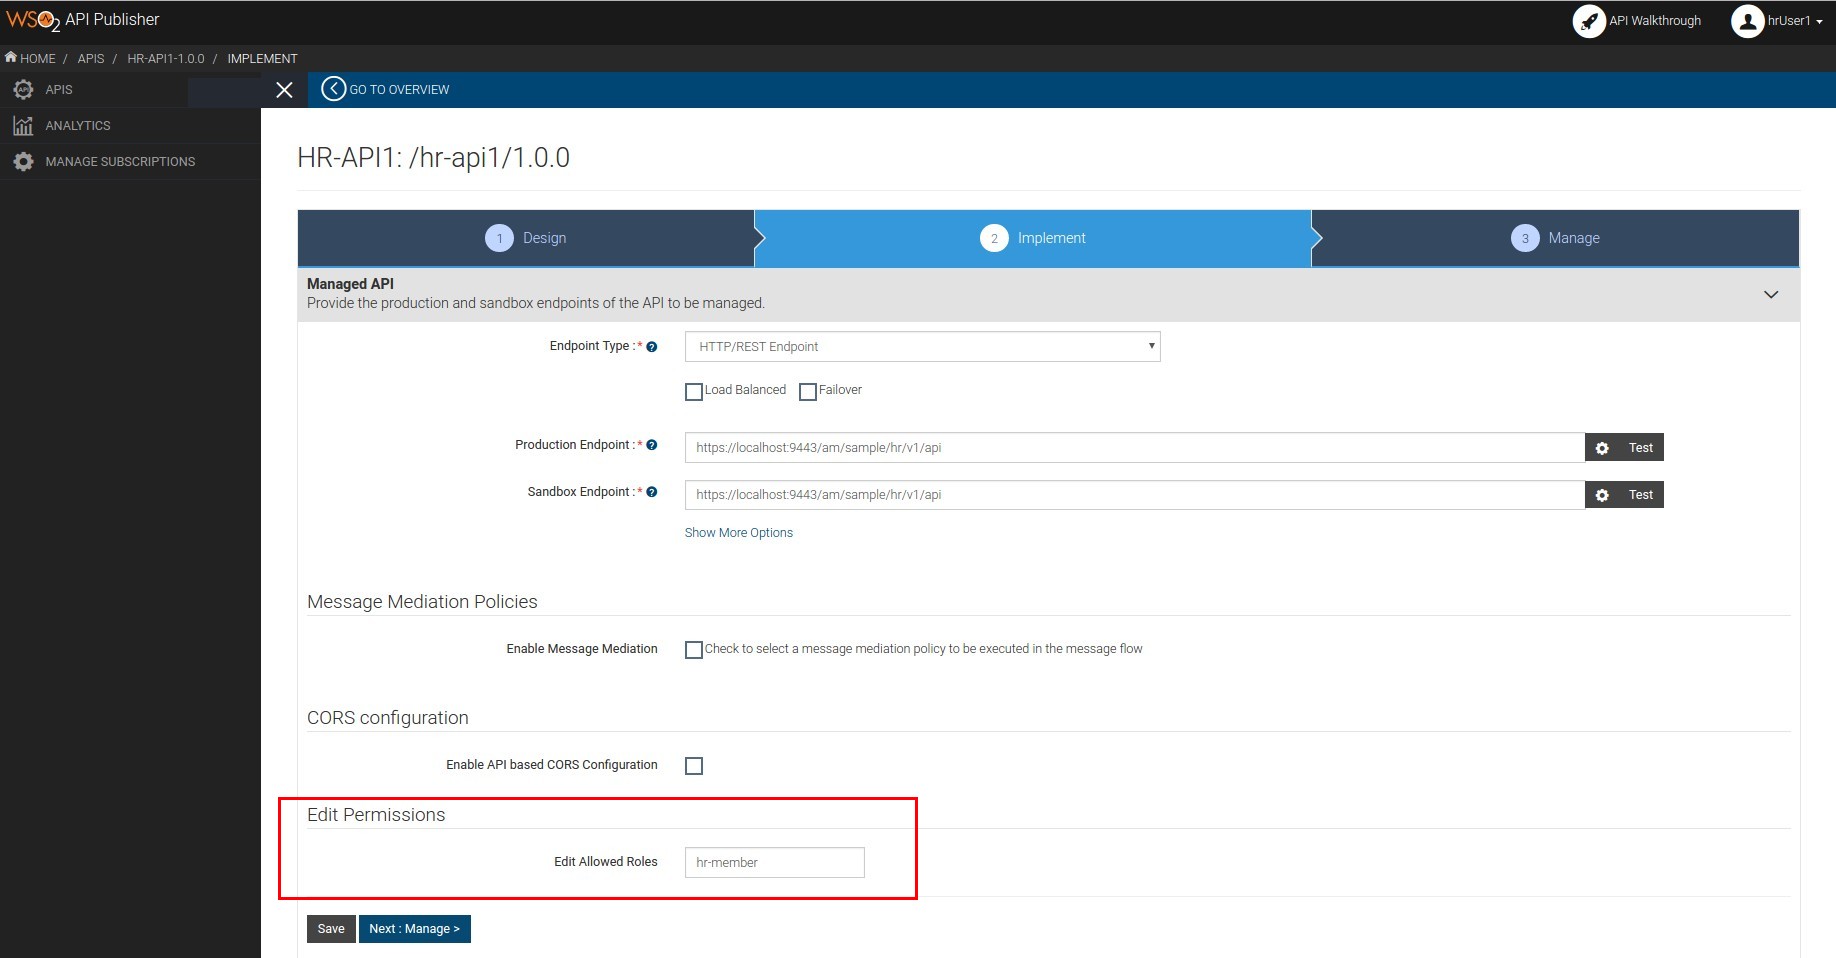 WSO2 API Publisher
API Walkthrough
hrUser1
HOME / APIS / HR-API1-1.0.0 / IMPLEMENT
APIS
ANALYTICS
MANAGE SUBSCRIPTIONS
GO TO OVERVIEW
HR-API1: /hr-api1/1.0.0
1 Design
2 Implement
3 Manage
Managed API
Provide the production and sandbox endpoints of the API to be managed.
Endpoint Type :* ?
HTTP/REST Endpoint
Load Balanced
Failover
Production Endpoint :* ?
https://localhost:9443/am/sample/hr/v1/api
Test
Sandbox Endpoint :* ?
https://localhost:9443/am/sample/hr/v1/api
Test
Show More Options
Message Mediation Policies
Enable Message Mediation
Check to select a message mediation policy to be executed in the message flow
CORS configuration
Enable API based CORS Configuration
Edit Permissions
Edit Allowed Roles
hr-member
Save
Next : Manage >